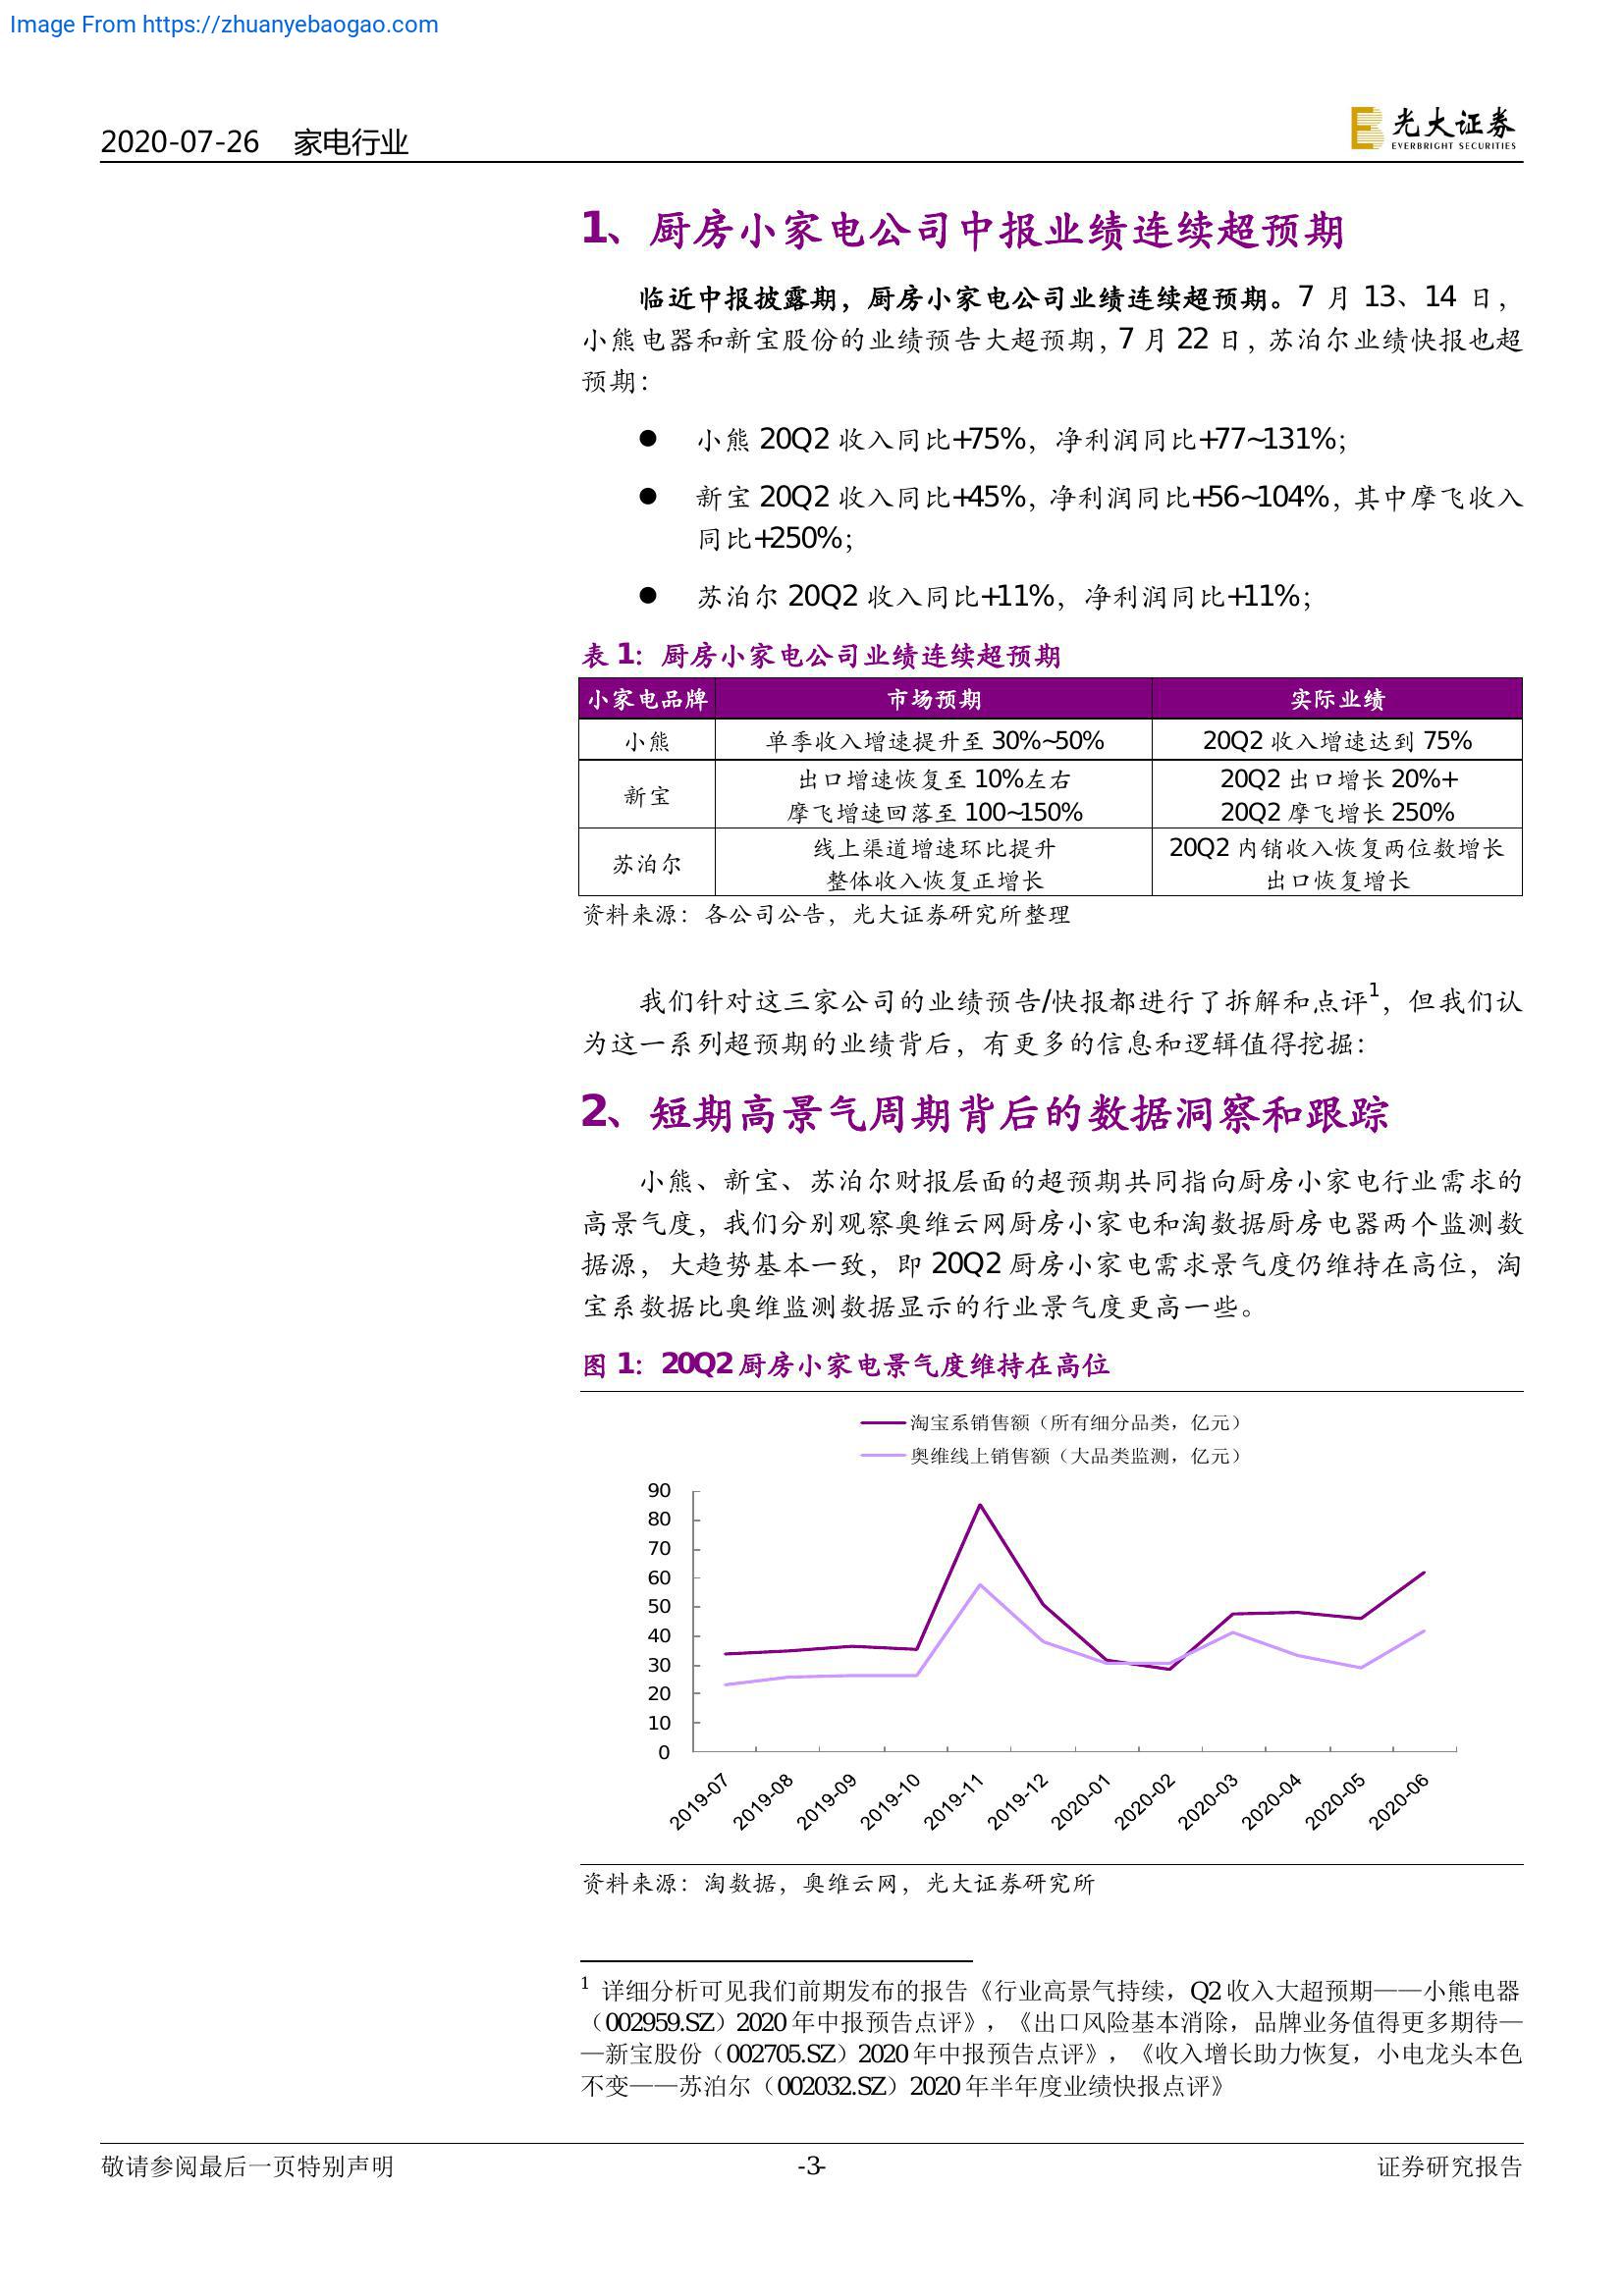 Image From https://zhuanyebaogao.com
2020-07-26 家电行业
光大证券
EVERBRIGHT SECURITIES
1、厨房小家电公司中报业绩连续超预期
临近中报披露期，厨房小家电公司业绩连续超预期。7 月 13、14 日，
小熊电器和新宝股份的业绩预告大超预期，7 月 22 日，苏泊尔业绩快报也超
预期：
● 小熊 20Q2 收入同比+75%，净利润同比+77~131%；
● 新宝 20Q2 收入同比+45%，净利润同比+56~104%，其中摩飞收入
同比+250%；
● 苏泊尔 20Q2 收入同比+11%，净利润同比+11%；
表 1：厨房小家电公司业绩连续超预期
小家电品牌 市场预期 实际业绩
小熊 单季收入增速提升至 30%~50% 20Q2 收入增速达到 75%
新宝 出口增速恢复至 10%左右 20Q2 出口增长 20%+
摩飞增速回落至 100~150% 20Q2 摩飞增长 250%
苏泊尔 线上渠道增速环比提升 20Q2 内销收入恢复两位数增长
整体收入恢复正增长 出口恢复增长
资料来源：各公司公告，光大证券研究所整理
我们针对这三家公司的业绩预告/快报都进行了拆解和点评1，但我们认
为这一系列超预期的业绩背后，有更多的信息和逻辑值得挖掘：
2、短期高景气周期背后的数据洞察和跟踪
小熊、新宝、苏泊尔财报层面的超预期共同指向厨房小家电行业需求的
高景气度，我们分别观察奥维云网厨房小家电和淘数据厨房电器两个监测数
据源，大趋势基本一致，即 20Q2 厨房小家电需求景气度仍维持在高位，淘
宝系数据比奥维监测数据显示的行业景气度更高一些。
图 1：20Q2 厨房小家电景气度维持在高位
淘宝系销售额（所有细分品类，亿元）
奥维线上销售额（大品类监测，亿元）
90
80
70
60
50
40
30
20
10
0
2019-07 2019-08 2019-09 2019-10 2019-11 2019-12 2020-01 2020-02 2020-03 2020-04 2020-05 2020-06
资料来源：淘数据，奥维云网，光大证券研究所
1 详细分析可见我们前期发布的报告《行业高景气持续，Q2 收入大超预期——小熊电器
（002959.SZ）2020 年中报预告点评》，《出口风险基本消除，品牌业务值得更多期待—
—新宝股份（002705.SZ）2020 年中报预告点评》，《收入增长助力恢复，小电龙头本色
不变——苏泊尔（002032.SZ）2020 年半年度业绩快报点评》
敬请参阅最后一页特别声明 -3- 证券研究报告